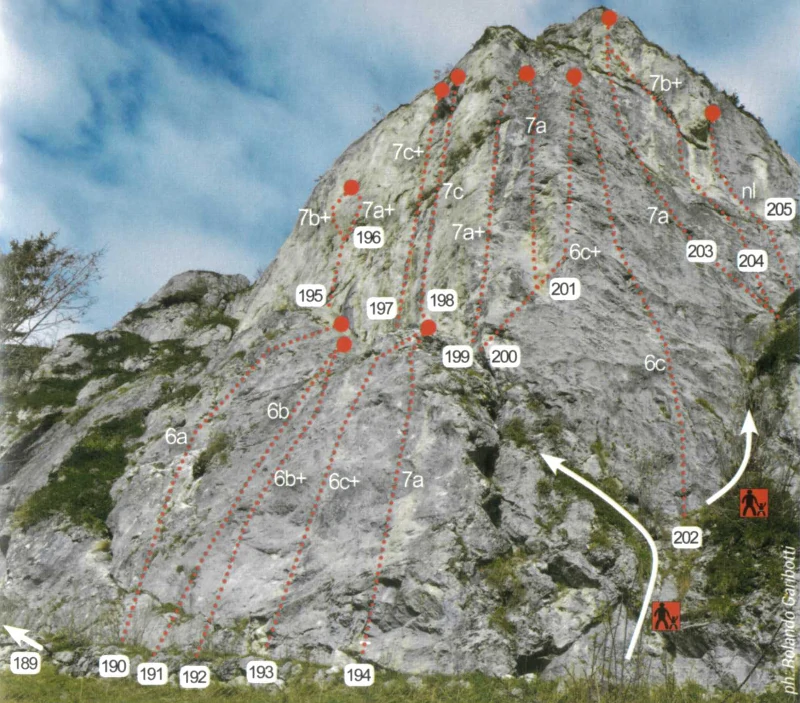 7b+
7a
7c+
7c
nl
7b+
7a+
205
7a
196
7a+
6c+
203
204
195
201
197
198
199
200
6c
6b
6a
6b+
6c+
7a
202
189
190
191
192
193
194
ph: Rolando Garibotti